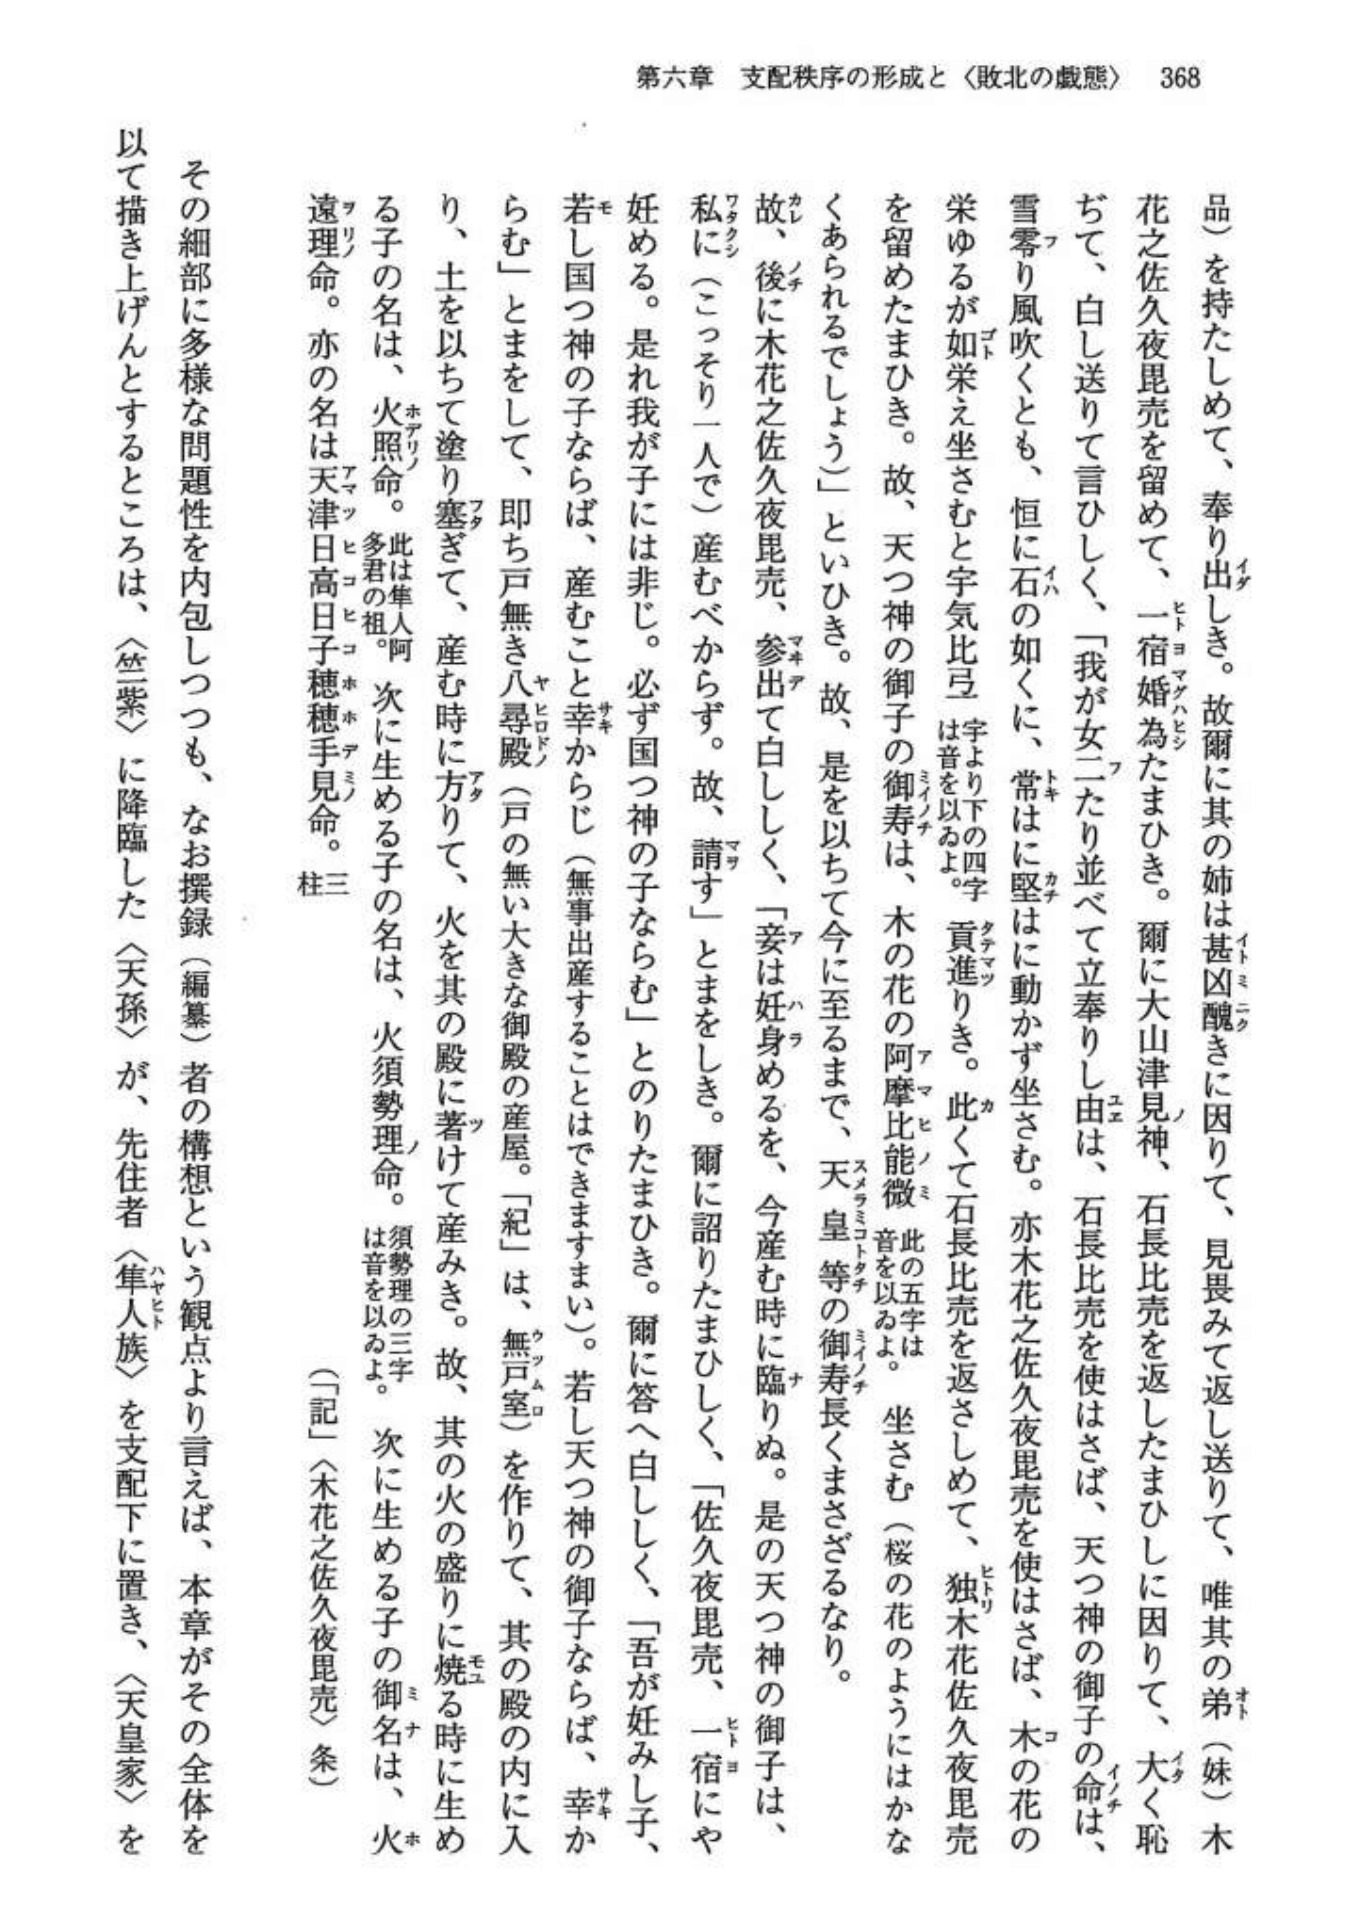 第六章　支配秩序の形成と〈敗北の戯態〉　368
品）を持たしめて、奉り出しき。故爾に其の姉は甚凶醜きに因りて、見畏みて返し送りて、唯其の弟（妹）木
花之佐久夜毘売を留めて、一宿婚為たまひき。爾に大山津見神、石長比売を返したまひしに因りて、大く恥
ぢて、白し送りて言ひしく、「我が女二たり並べて立奉りし由は、石長比売を使はさば、天つ神の御子の命は、
雪零り風吹くとも、恒に石の如くに、常はに堅はに動かず坐さむ。亦木花之佐久夜毘売を使はさば、木の花の
栄ゆるが如栄え坐さむと宇気比弖 字より下の四字は音を以ゐよ。 貢進りき。此くて石長比売を返さしめて、独木花佐久夜毘売
を留めたまひき。故、天つ神の御子の御寿は、木の花の阿摩比能微 此の五字は音を以ゐよ。 坐さむ（桜の花のようにはかな
くあられるでしょう）」といひき。故、是を以ちて今に至るまで、天皇等の御寿長くまさざるなり。
故、後に木花之佐久夜毘売、参出て白ししく、「妾は妊身めるを、今産む時に臨りぬ。是の天つ神の御子は、
私に（こっそり一人で）産むべからず。故、請す」とまをしき。爾に詔りたまひしく、「佐久夜毘売、一宿にや
妊める。是れ我が子には非じ。必ず国つ神の子ならむ」とのりたまひき。爾に答へ白ししく、「吾が妊みし子、
若し国つ神の子ならば、産むこと幸からじ（無事出産することはできますまい）。若し天つ神の御子ならば、幸か
らむ」とまをして、即ち戸無き八尋殿（戸の無い大きな御殿の産屋。「紀」は、無戸室）を作りて、其の殿の内に入
り、土を以ちて塗り塞ぎて、産む時に方りて、火を其の殿に著けて産みき。故、其の火の盛りに焼る時に生め
る子の名は、火照命。 此は隼人阿多君の祖。 次に生める子の名は、火須勢理命。 須勢理の三字は音を以ゐよ。 次に生める子の御名は、火
遠理命。亦の名は天津日高日子穂穂手見命。 三柱
（「記」〈木花之佐久夜毘売〉条）
その細部に多様な問題性を内包しつつも、なお撰録（編纂）者の構想という観点より言えば、本章がその全体を
以て描き上げんとするところは、〈竺紫〉に降臨した〈天孫〉が、先住者〈隼人族〉を支配下に置き、〈天皇家〉を